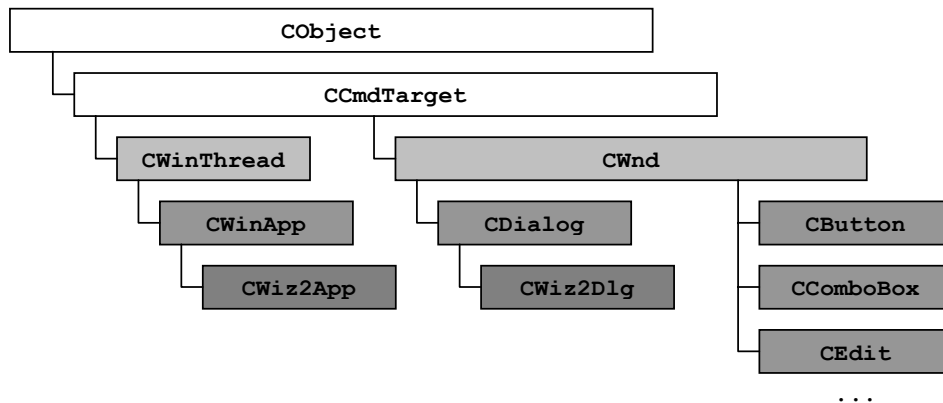 CObject
CCmdTarget
CWinThread
CWnd
CWinApp
CDialog
CButton
CWiz2App
CWiz2Dlg
CComboBox
CEdit
...